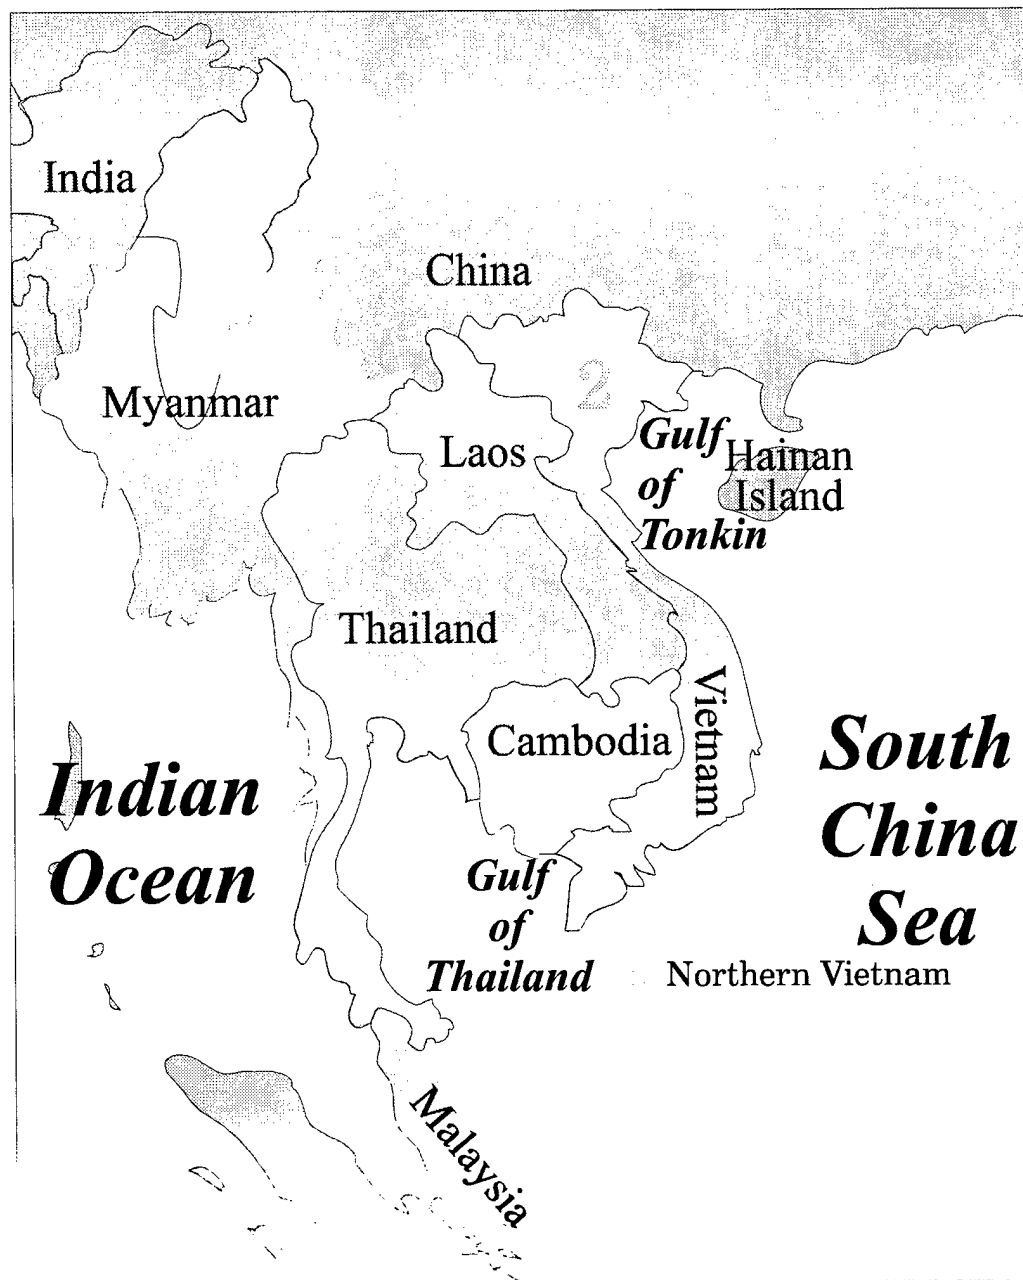 India
China
2
Myanmar
Laos
Gulf
of
Tonkin
Hainan
Island
Thailand
Vietnam
Cambodia
Indian
Ocean
South
China
Sea
Gulf
of
Thailand
Northern Vietnam
Malaysia